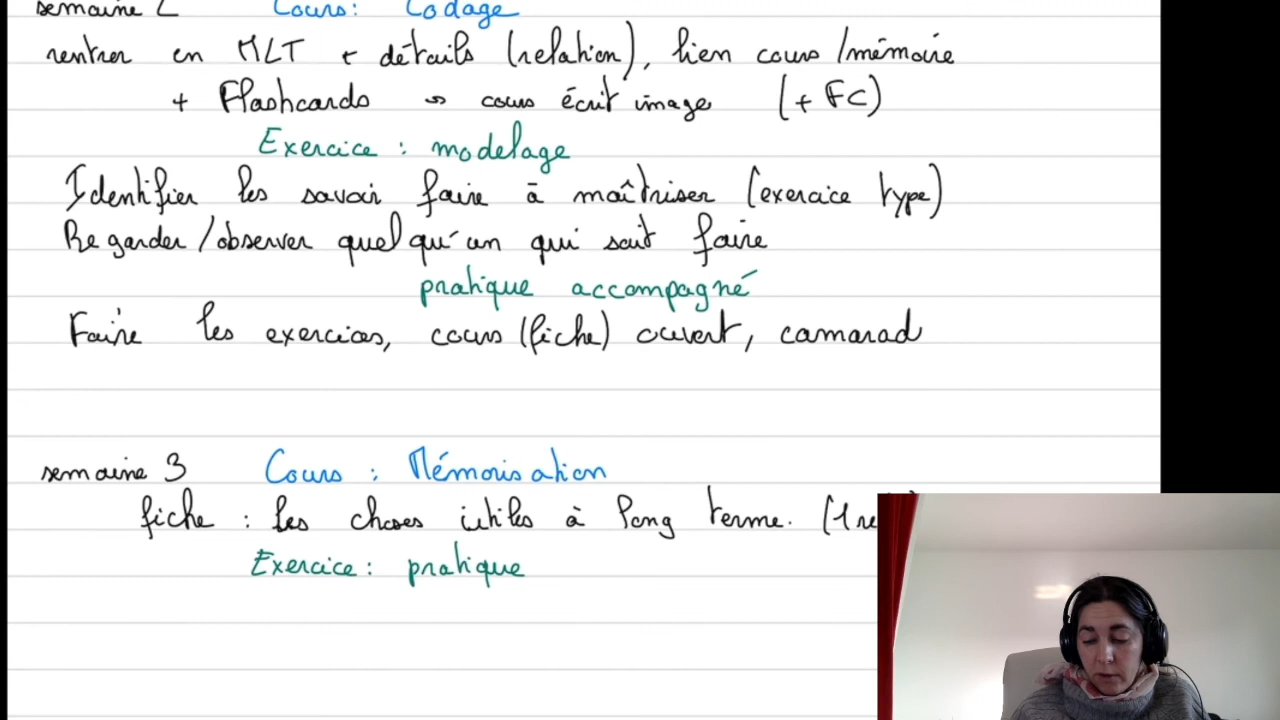 semaine 2 Cours: Codage
rentrer en MLT + détails (relation), lien cours/mémoire
+ Flashcards cours écrit image (+ FC)
Exercice : modelage
Identifier les savoir faire à maîtriser (exercice type)
Regarder/observer quelqu'un qui sait faire
pratique accompagné
Faire les exercices, cours (fiche) ouvert, camarad
semaine 3 Cours : Mémorisation
fiche : les choses utiles à long terme. (1
Exercice : pratique